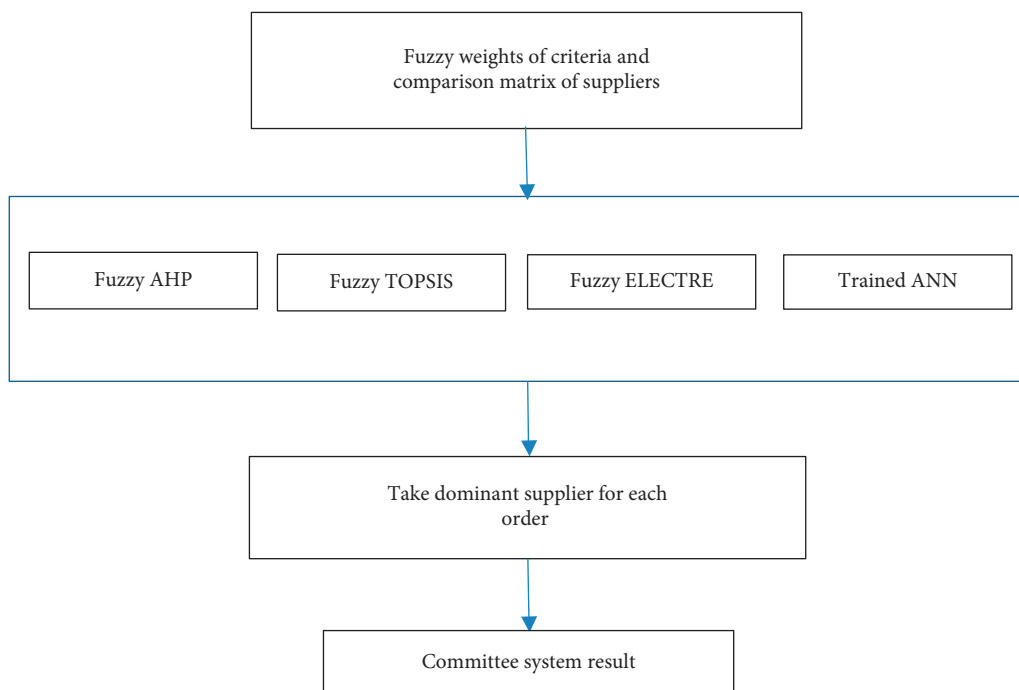 Fuzzy weights of criteria and
comparison matrix of suppliers
Fuzzy AHP
Fuzzy TOPSIS
Fuzzy ELECTRE
Trained ANN
Take dominant supplier for each
order
Committee system result